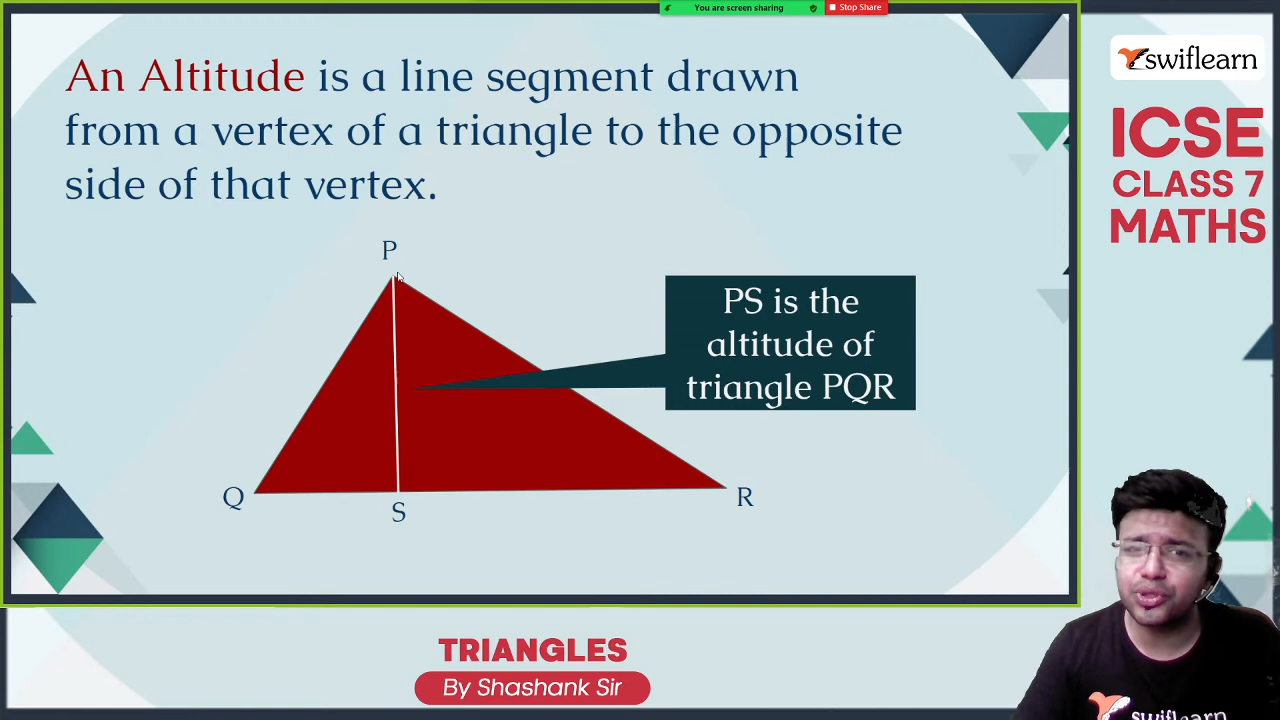 You are screen sharing
Stop Share
An Altitude is a line segment drawn
from a vertex of a triangle to the opposite
side of that vertex.
P
PS is the
altitude of
triangle PQR
Q
S
R
swiflearn
ICSE
CLASS 7
MATHS
TRIANGLES
By Shashank Sir
swiflearn